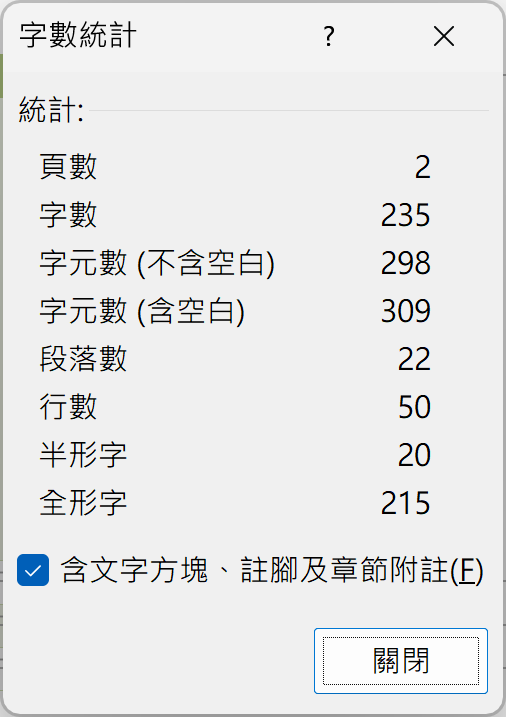 字數統計 ?
統計:
頁數 2
字數 235
字元數 (不含空白) 298
字元數 (含空白) 309
段落數 22
行數 50
半形字 20
全形字 215
含文字方塊、註腳及章節附註(F)
關閉